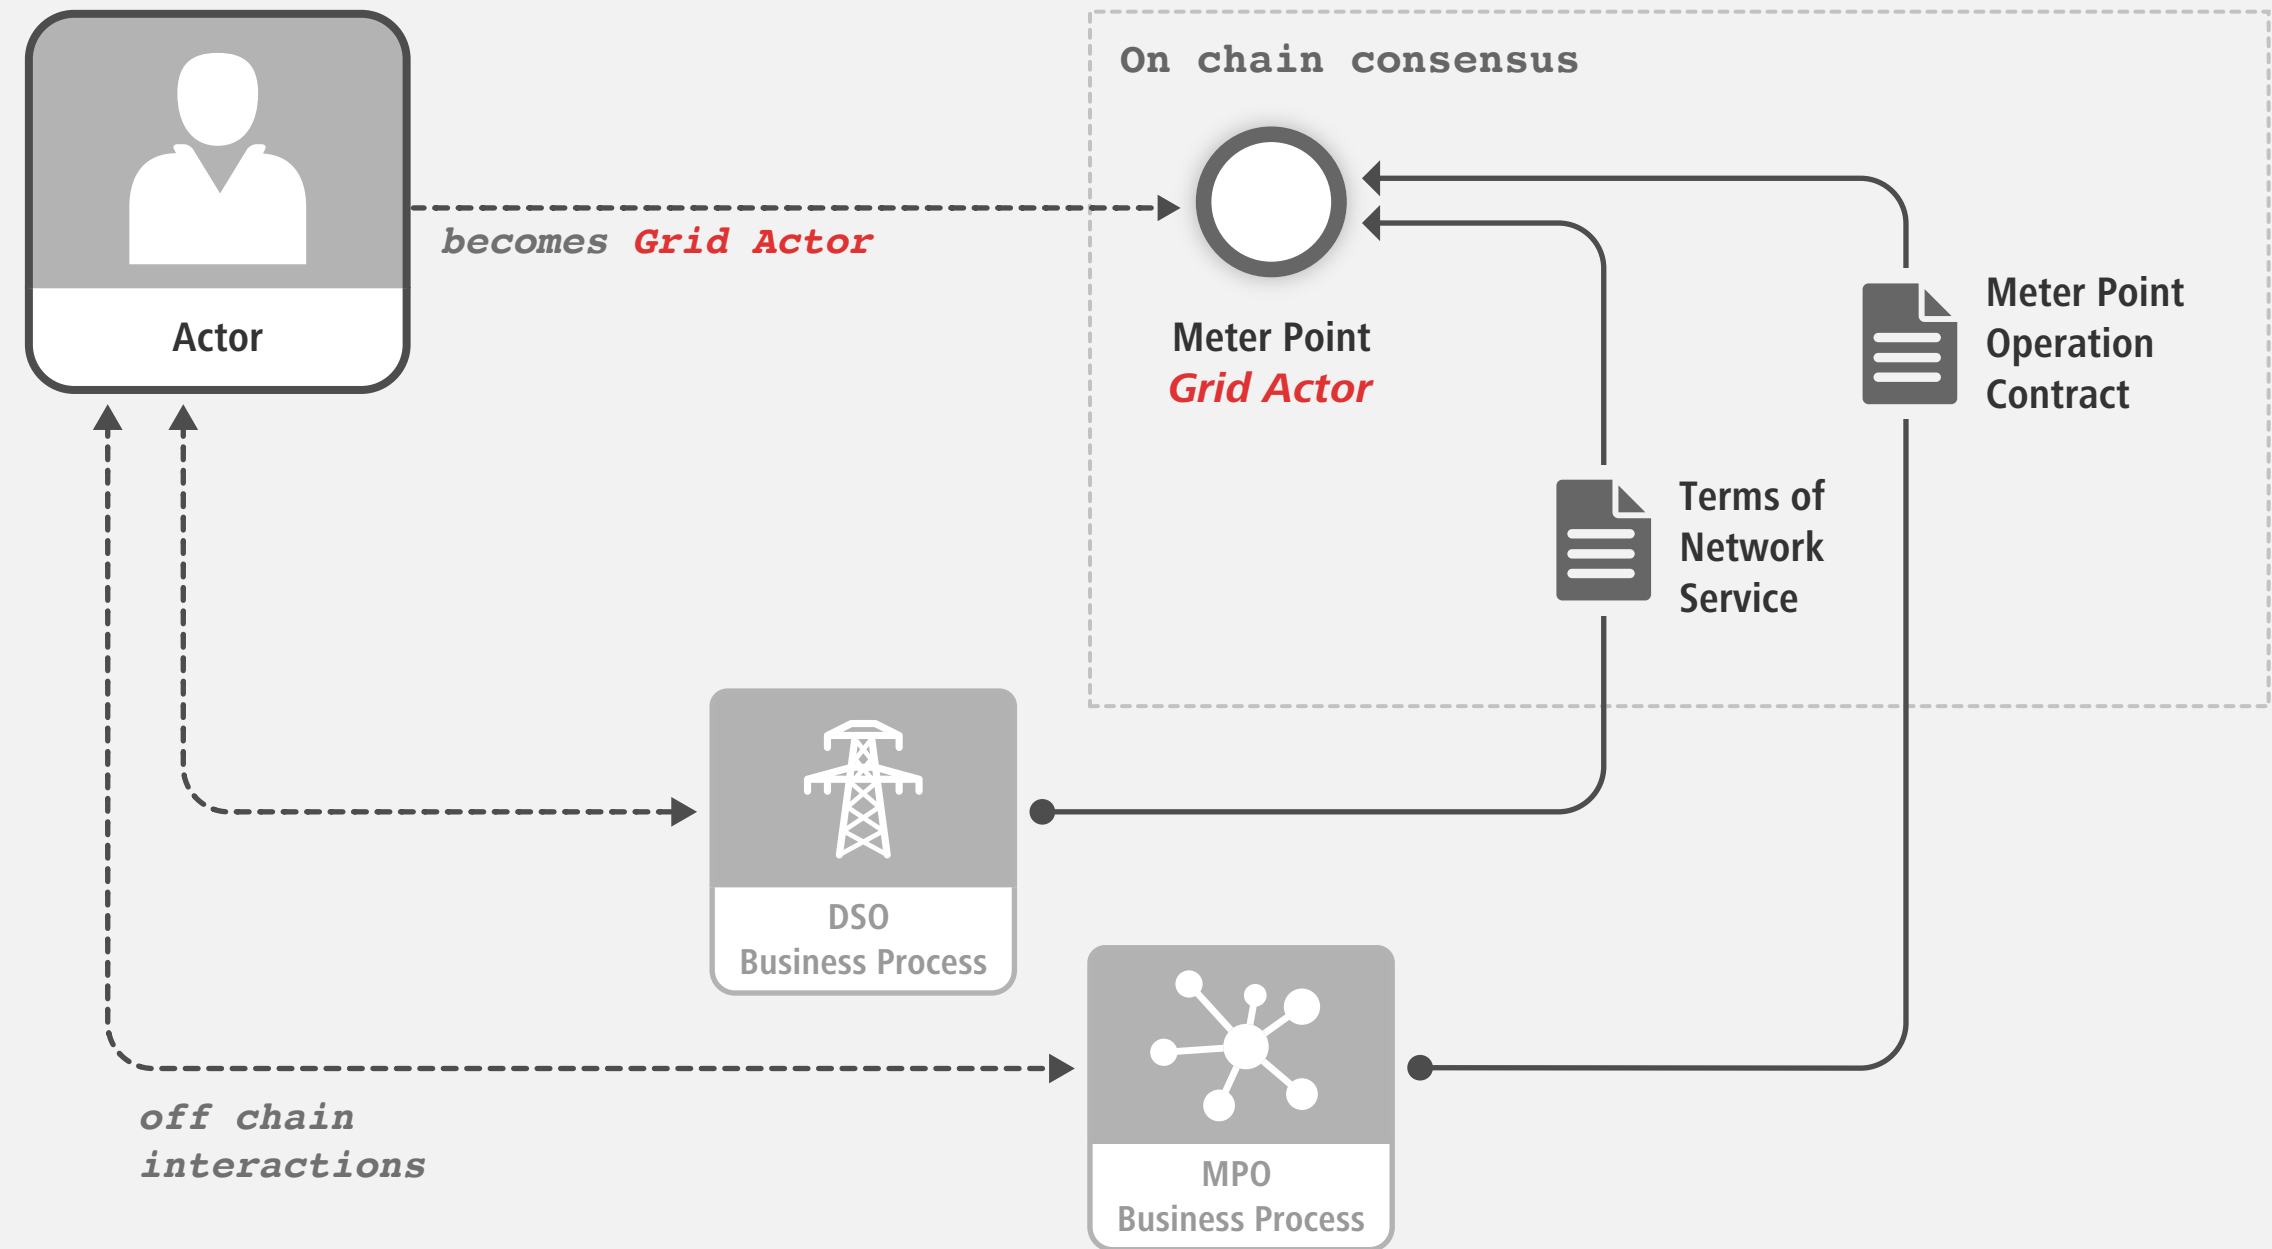 On chain consensus
becomes Grid Actor
Actor
Meter Point
Grid Actor
Meter Point
Operation
Contract
Terms of
Network
Service
DSO
Business Process
MPO
Business Process
off chain
interactions